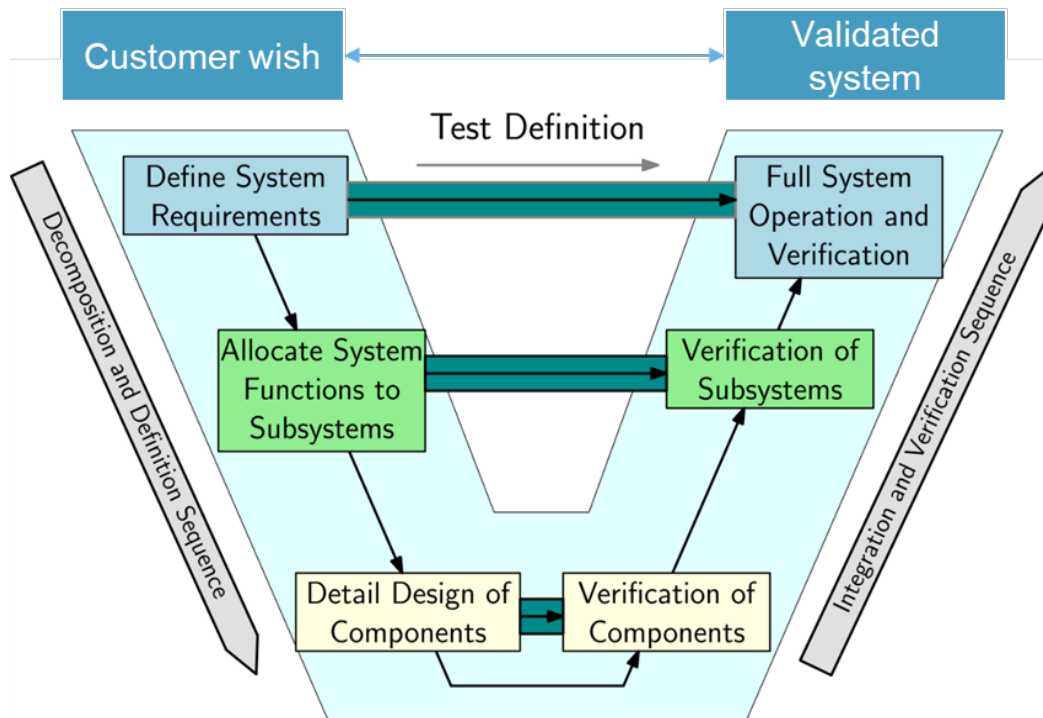 Customer wish
Validated
system
Test Definition
Define System
Requirements
Full System
Operation and
Verification
Decomposition and Definition Sequence
Integration and Verification Sequence
Allocate System
Functions to
Subsystems
Verification of
Subsystems
Detail Design of
Components
Verification of
Components